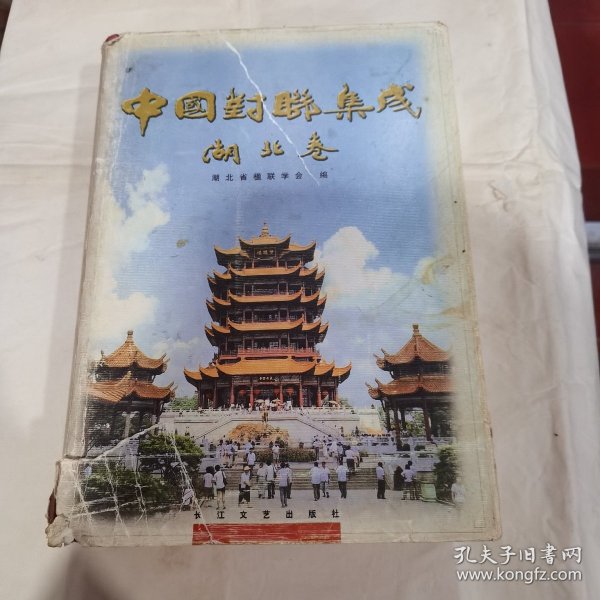 中國對聯集成
湖北卷
湖北省楹联学会 编
长江文艺出版社
孔夫子旧书网
www.kongfz.com